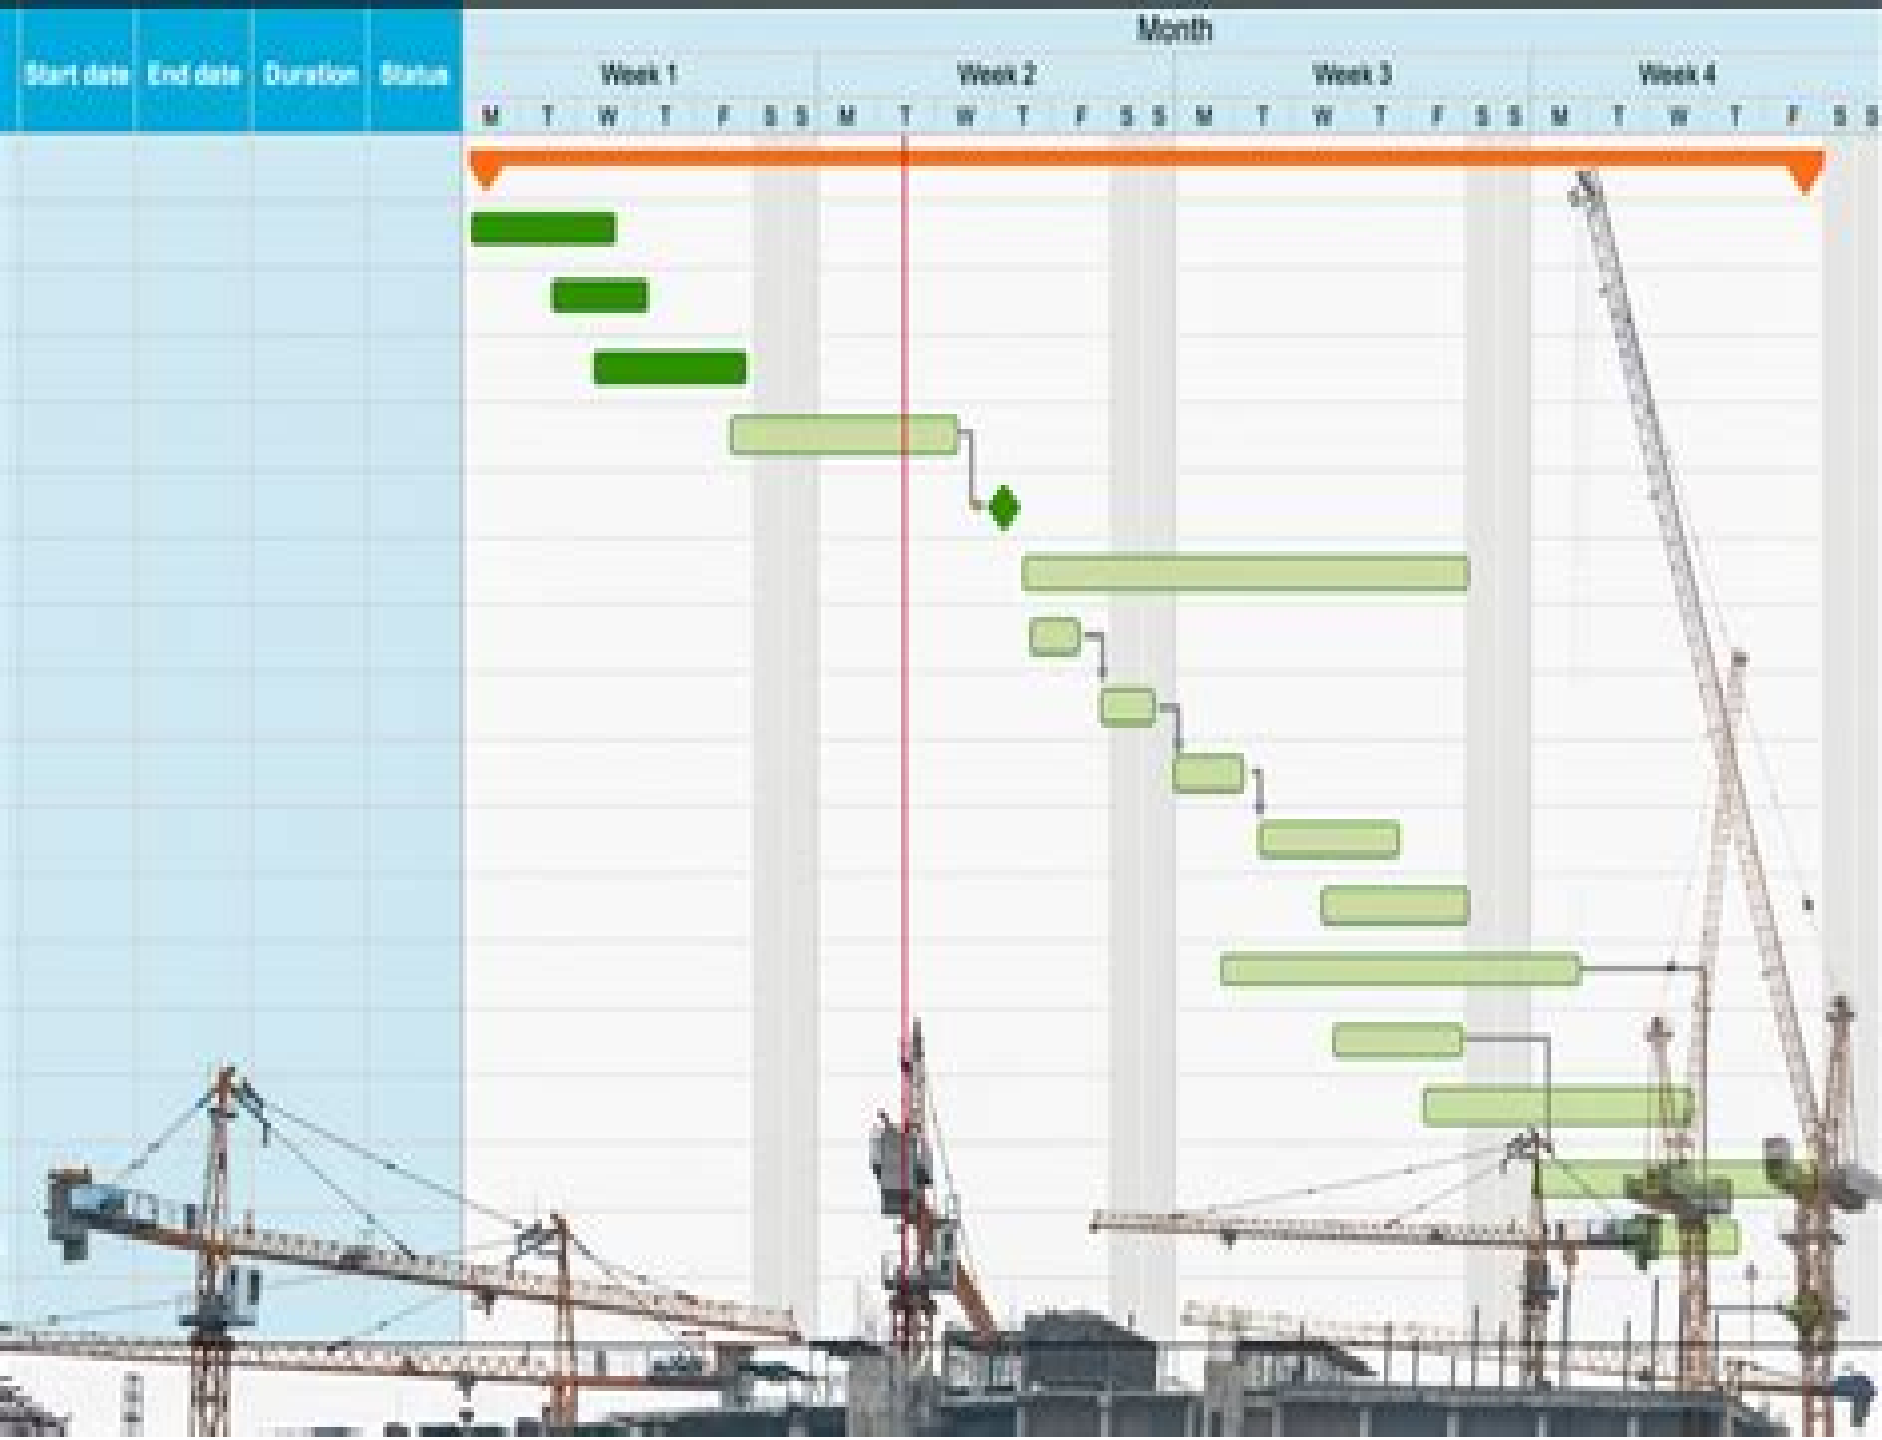 Month
Start date End date Duration Status Week 1 Week 2 Week 3 Week 4
M T W T F S S M T W T F S S M T W T F S S M T W T F S S